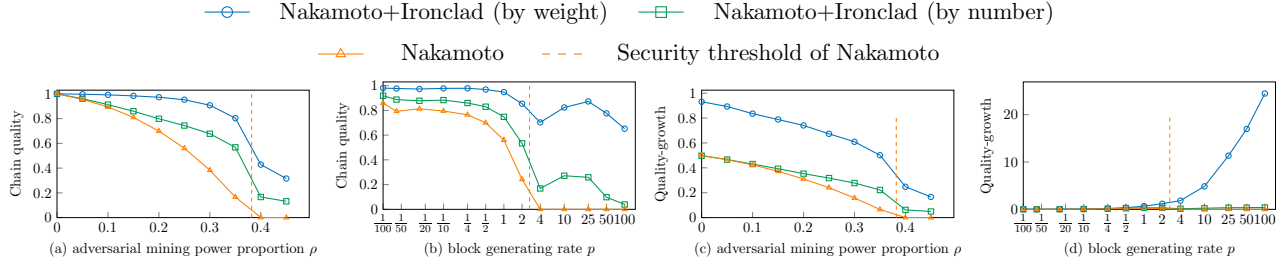 Nakamoto+Ironclad (by weight) Nakamoto+Ironclad (by number)
Nakamoto Security threshold of Nakamoto
Chain quality
1
0.8
0.6
0.4
0.2
0
0 0.1 0.2 0.3 0.4
(a) adversarial mining power proportion ρ
Chain quality
1
0.8
0.6
0.4
0.2
0
1/100 1/50 1/20 1/10 1/4 1/2 1 2 4 10 25 50 100
(b) block generating rate p
Quality-growth
1
0.8
0.6
0.4
0.2
0
0 0.1 0.2 0.3 0.4
(c) adversarial mining power proportion ρ
Quality-growth
20
10
0
1/100 1/50 1/20 1/10 1/4 1/2 1 2 4 10 25 50 100
(d) block generating rate p